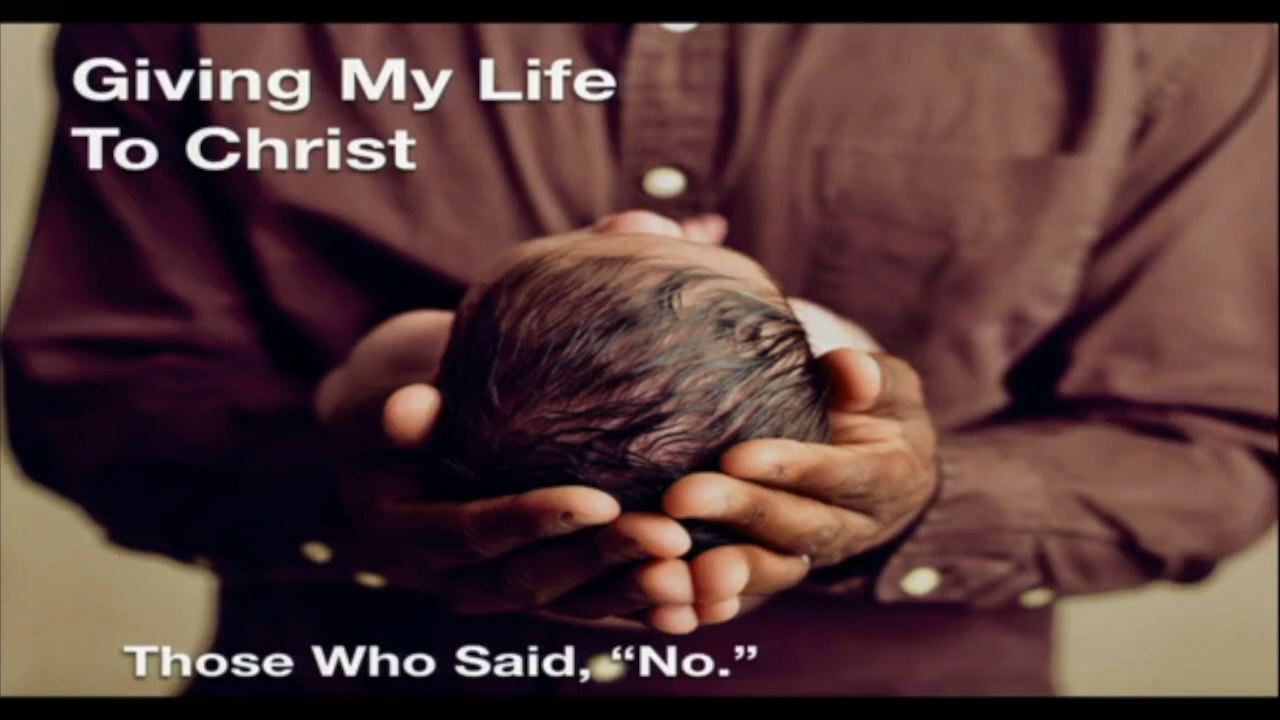 Giving My Life
To Christ
Those Who Said, “No.”